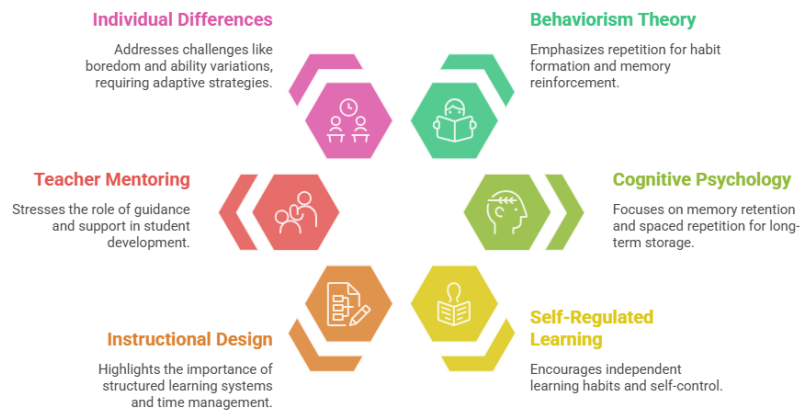 Individual Differences
Addresses challenges like
boredom and ability variations,
requiring adaptive strategies.
Behaviorism Theory
Emphasizes repetition for habit
formation and memory
reinforcement.
Teacher Mentoring
Stresses the role of guidance
and support in student
development.
Cognitive Psychology
Focuses on memory retention
and spaced repetition for long-
term storage.
Instructional Design
Highlights the importance of
structured learning systems
and time management.
Self-Regulated
Learning
Encourages independent
learning habits and self-control.